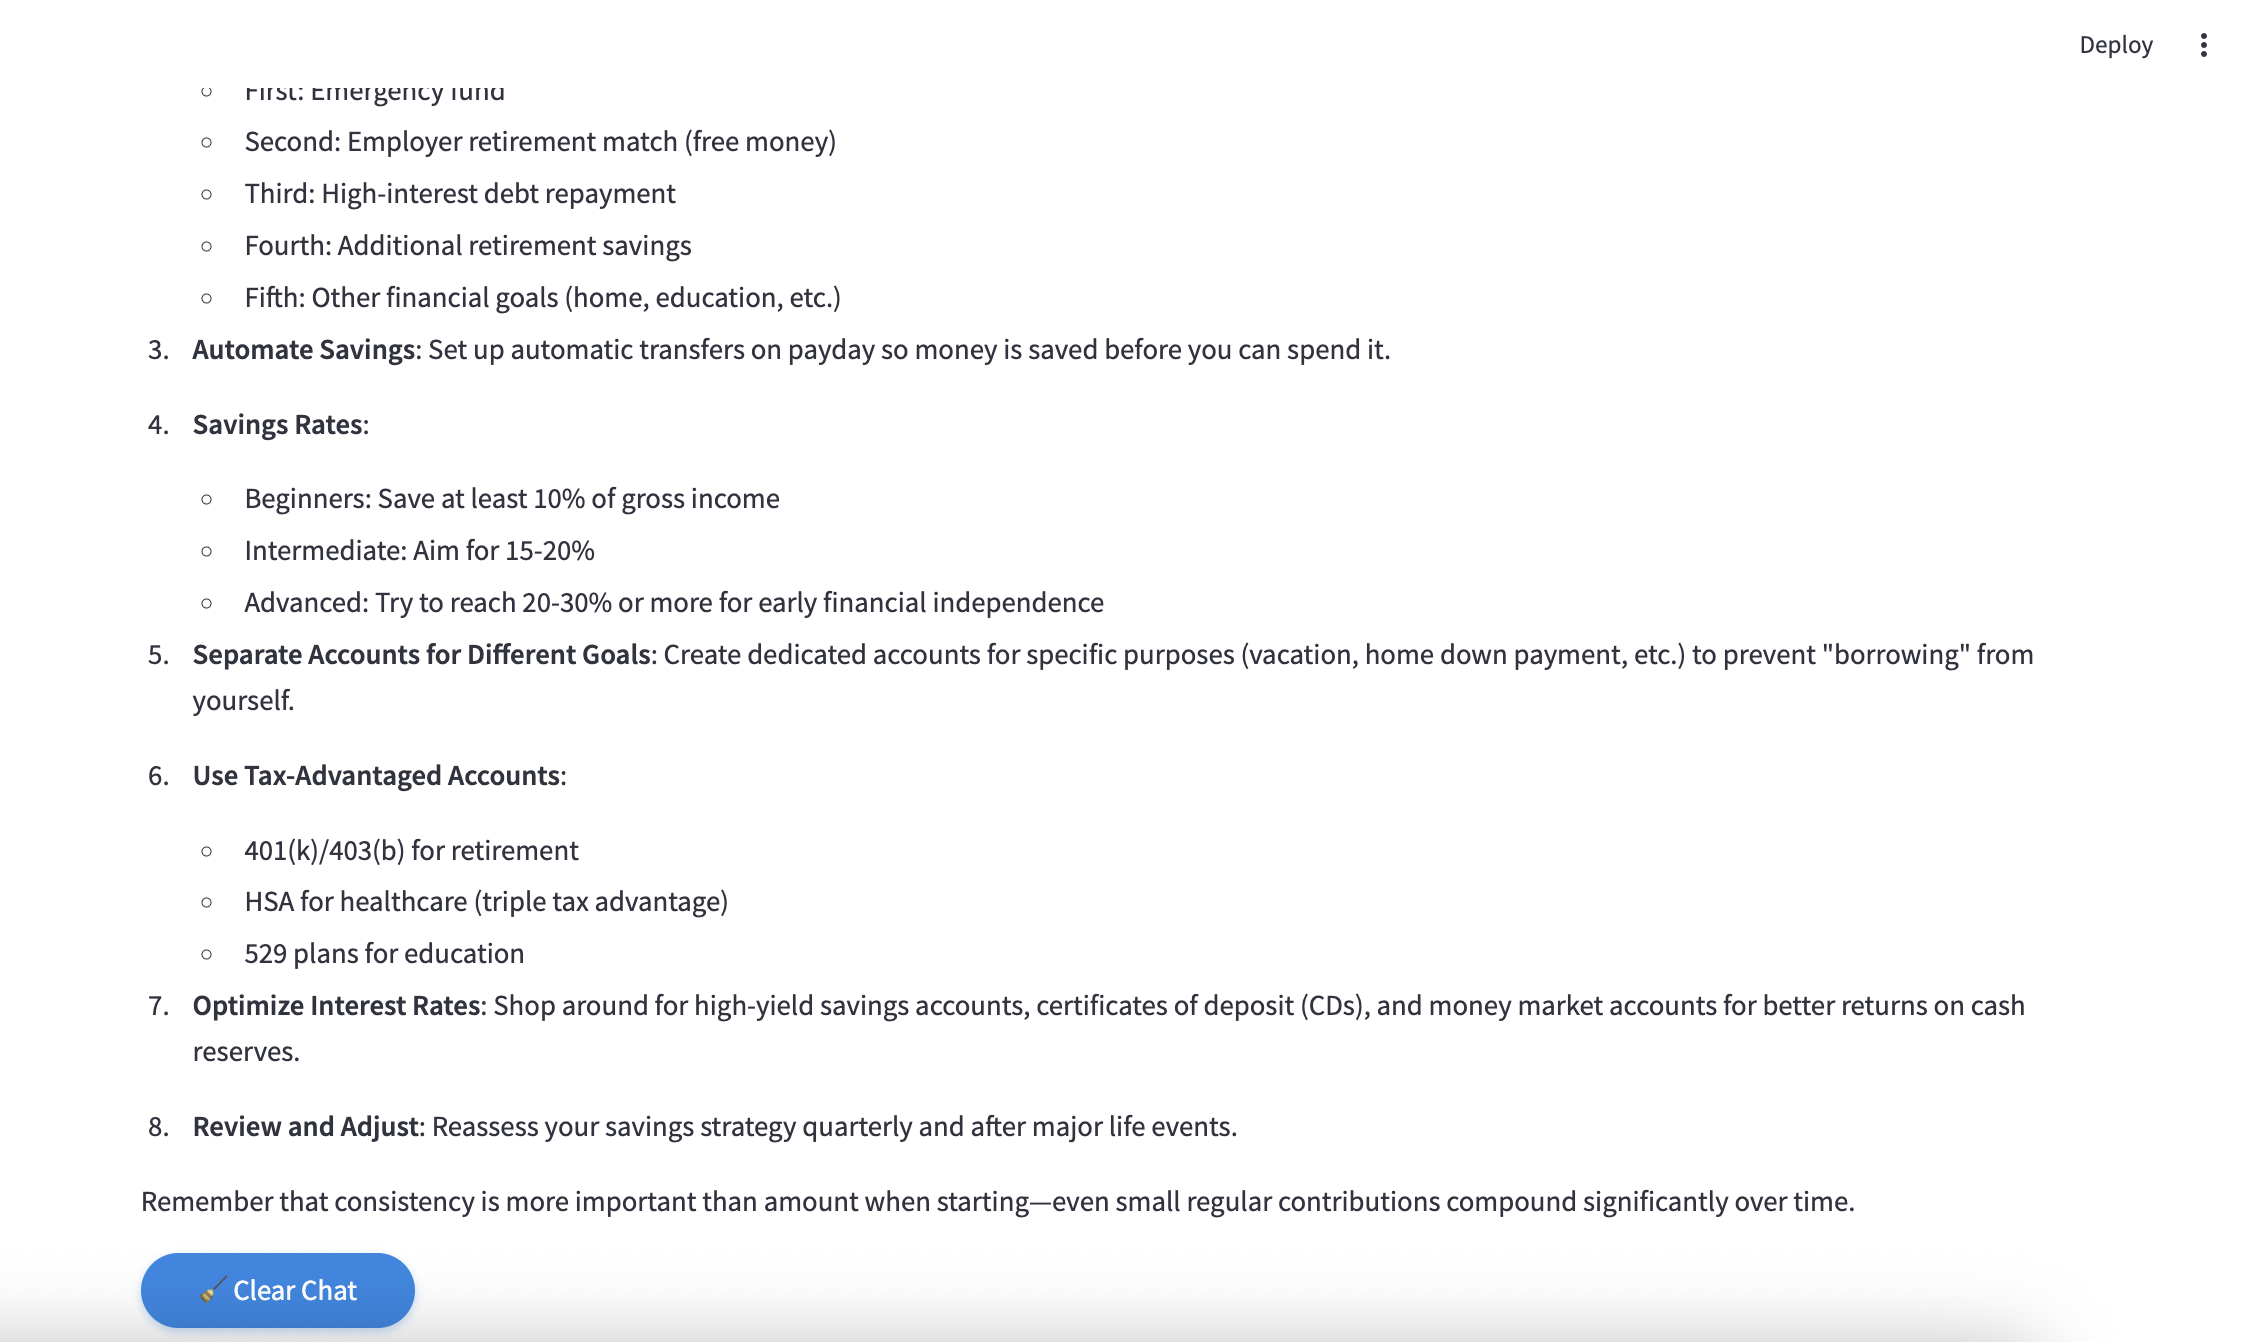 Deploy
First: Emergency fund
Second: Employer retirement match (free money)
Third: High-interest debt repayment
Fourth: Additional retirement savings
Fifth: Other financial goals (home, education, etc.)
3. Automate Savings: Set up automatic transfers on payday so money is saved before you can spend it.
4. Savings Rates:
Beginners: Save at least 10% of gross income
Intermediate: Aim for 15-20%
Advanced: Try to reach 20-30% or more for early financial independence
5. Separate Accounts for Different Goals: Create dedicated accounts for specific purposes (vacation, home down payment, etc.) to prevent "borrowing" from
yourself.
6. Use Tax-Advantaged Accounts:
401(k)/403(b) for retirement
HSA for healthcare (triple tax advantage)
529 plans for education
7. Optimize Interest Rates: Shop around for high-yield savings accounts, certificates of deposit (CDs), and money market accounts for better returns on cash
reserves.
8. Review and Adjust: Reassess your savings strategy quarterly and after major life events.
Remember that consistency is more important than amount when starting—even small regular contributions compound significantly over time.
Clear Chat